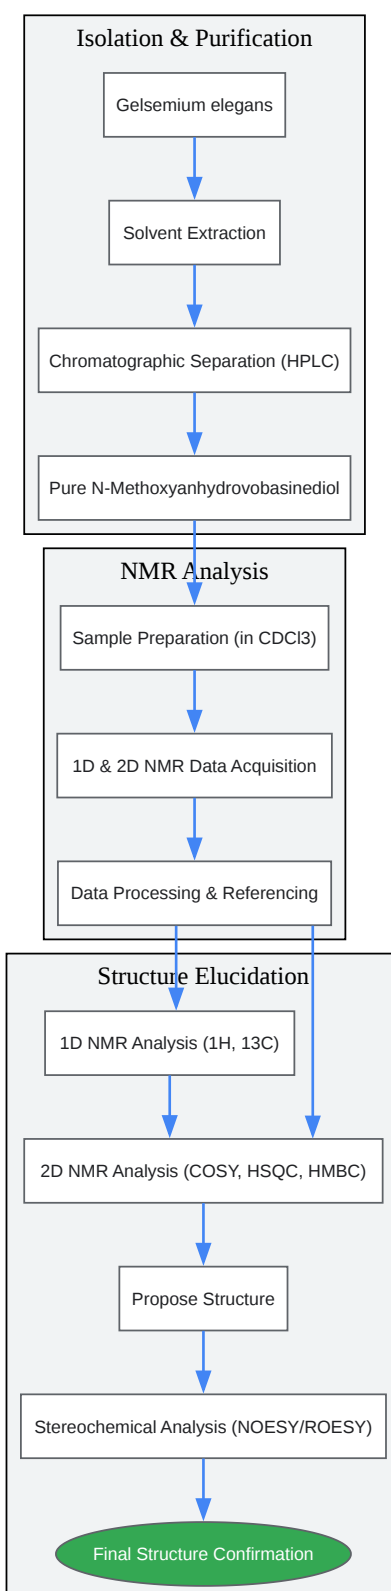 Isolation & Purification
Gelsemium elegans
Solvent Extraction
Chromatographic Separation (HPLC)
Pure N-Methoxyanhydrovobasinediol
NMR Analysis
Sample Preparation (in CDCl3)
1D & 2D NMR Data Acquisition
Data Processing & Referencing
Structure Elucidation
1D NMR Analysis (1H, 13C)
2D NMR Analysis (COSY, HSQC, HMBC)
Propose Structure
Stereochemical Analysis (NOESY/ROESY)
Final Structure Confirmation